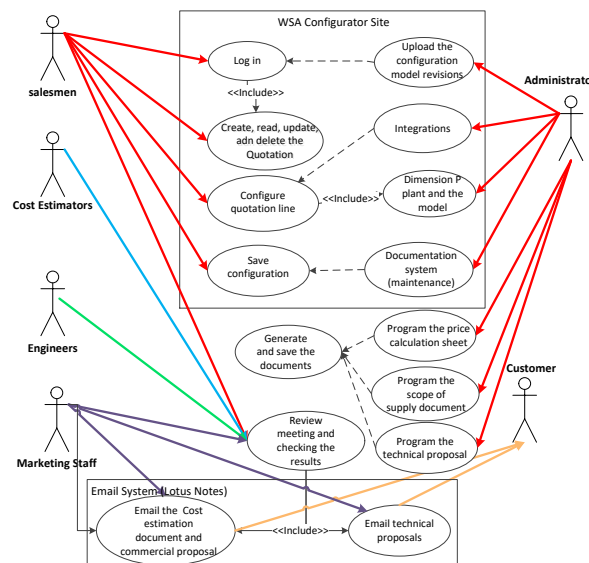 WSA Configurator Site
Log in
Upload the
configuration
model revisions
salesmen
Administrator
<<Include>>
Create, read, update,
adn delete the
Quotation
Integrations
Cost Estimators
Configure
quotation line
<<Include>>
Dimension P
plant and the
model
Save
configuration
Documentation
system
(maintenance)
Engineers
Generate
and save the
documents
Program the price
calculation sheet
Customer
Program the
scope of
supply document
Marketing Staff
Review
meeting and
checking the
results
Program the
technical proposal
Email System (Lotus Notes)
Email the Cost
estimation
document and
commercial proposal
<<Include>>
Email technical
proposals